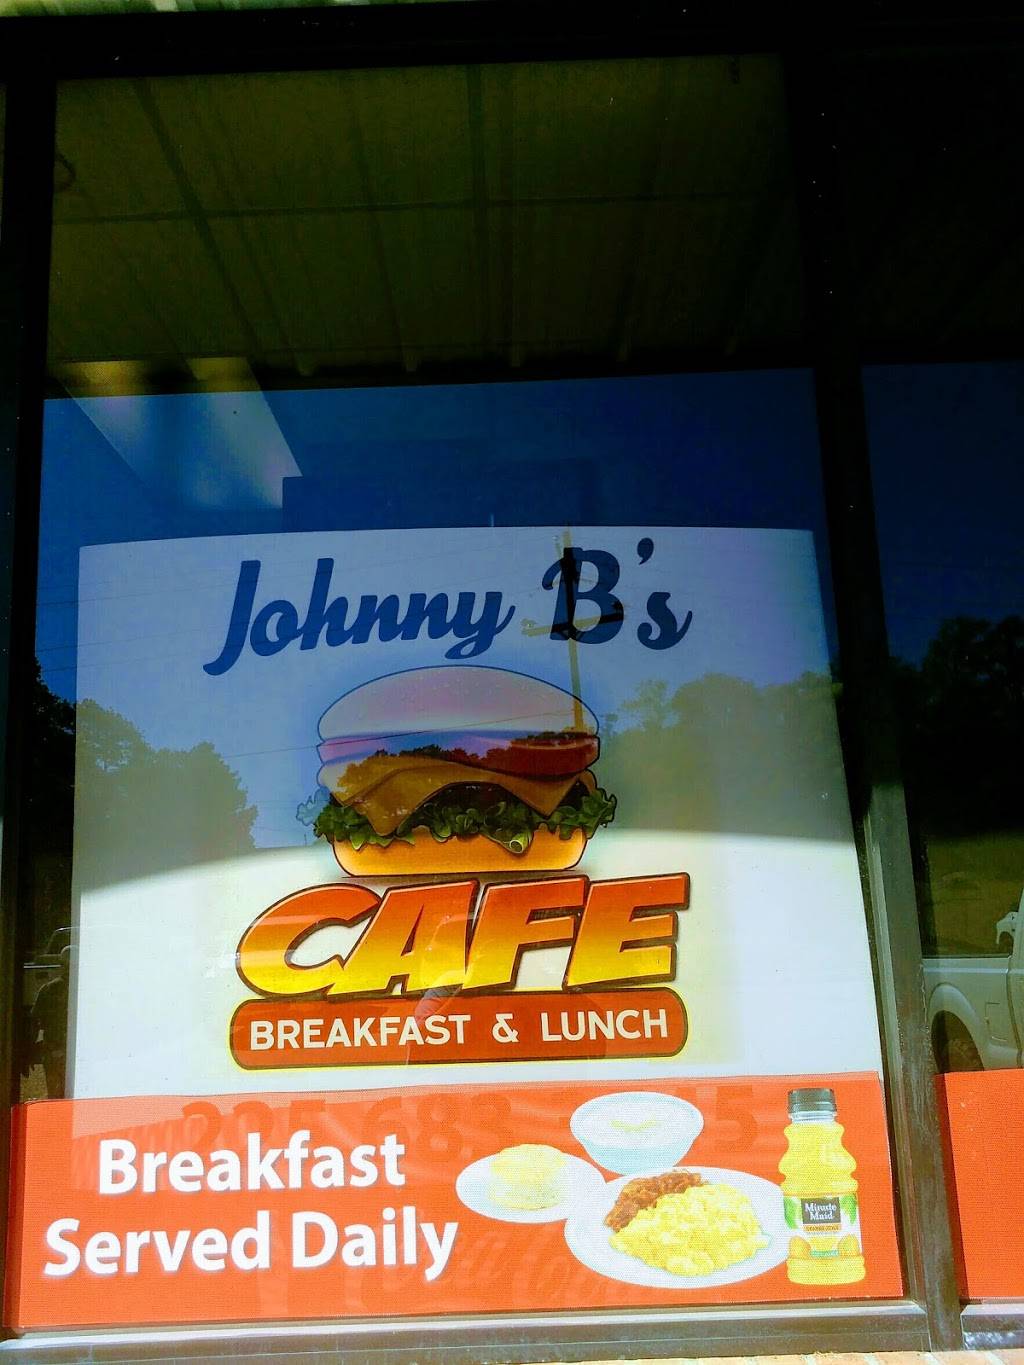 Johnny B's
CAFE
BREAKFAST & LUNCH
Breakfast
Served Daily
Minute
Maid